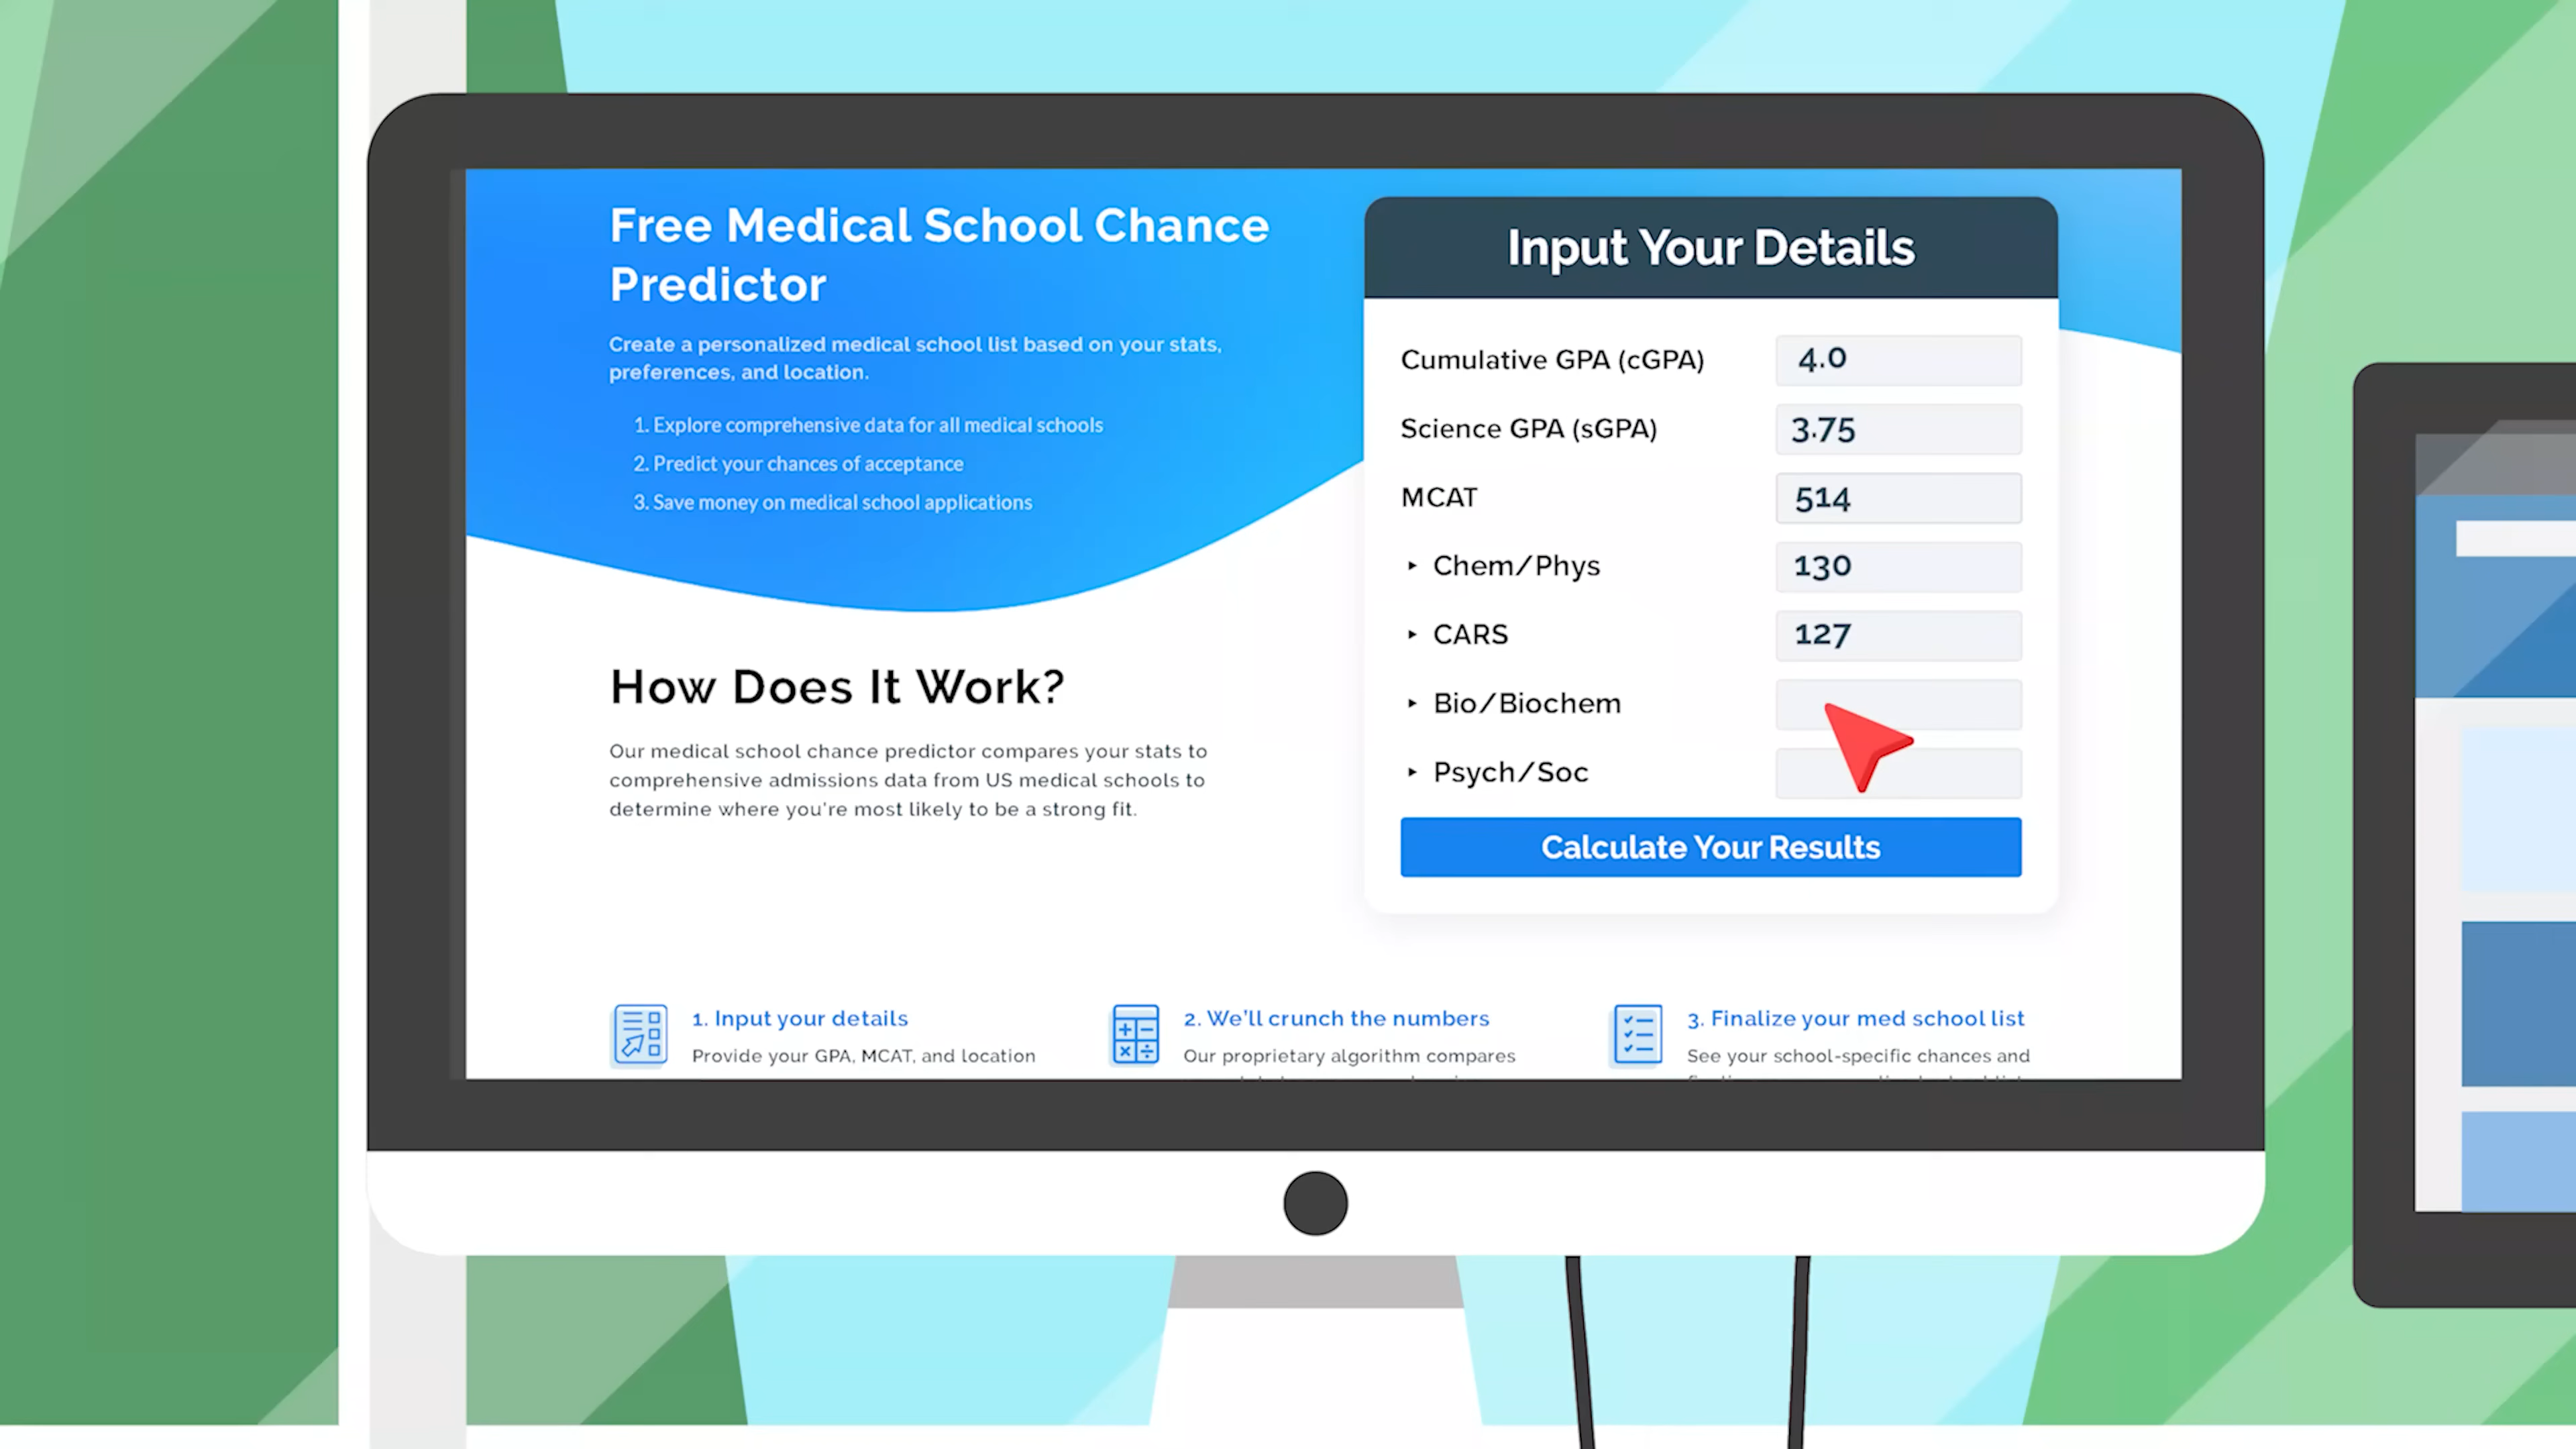 Free Medical School Chance
Predictor
Create a personalized medical school list based on your stats,
preferences, and location.
1. Explore comprehensive data for all medical schools
2. Predict your chances of acceptance
3. Save money on medical school applications
How Does It Work?
Our medical school chance predictor compares your stats to
comprehensive admissions data from US medical schools to
determine where you're most likely to be a strong fit.
Input Your Details
Cumulative GPA (cGPA) 4.0
Science GPA (sGPA) 3.75
MCAT 514
‣ Chem/Phys 130
‣ CARS 127
‣ Bio/Biochem
‣ Psych/Soc
Calculate Your Results
1. Input your details
Provide your GPA, MCAT, and location
2. We'll crunch the numbers
Our proprietary algorithm compares
3. Finalize your med school list
See your school-specific chances and